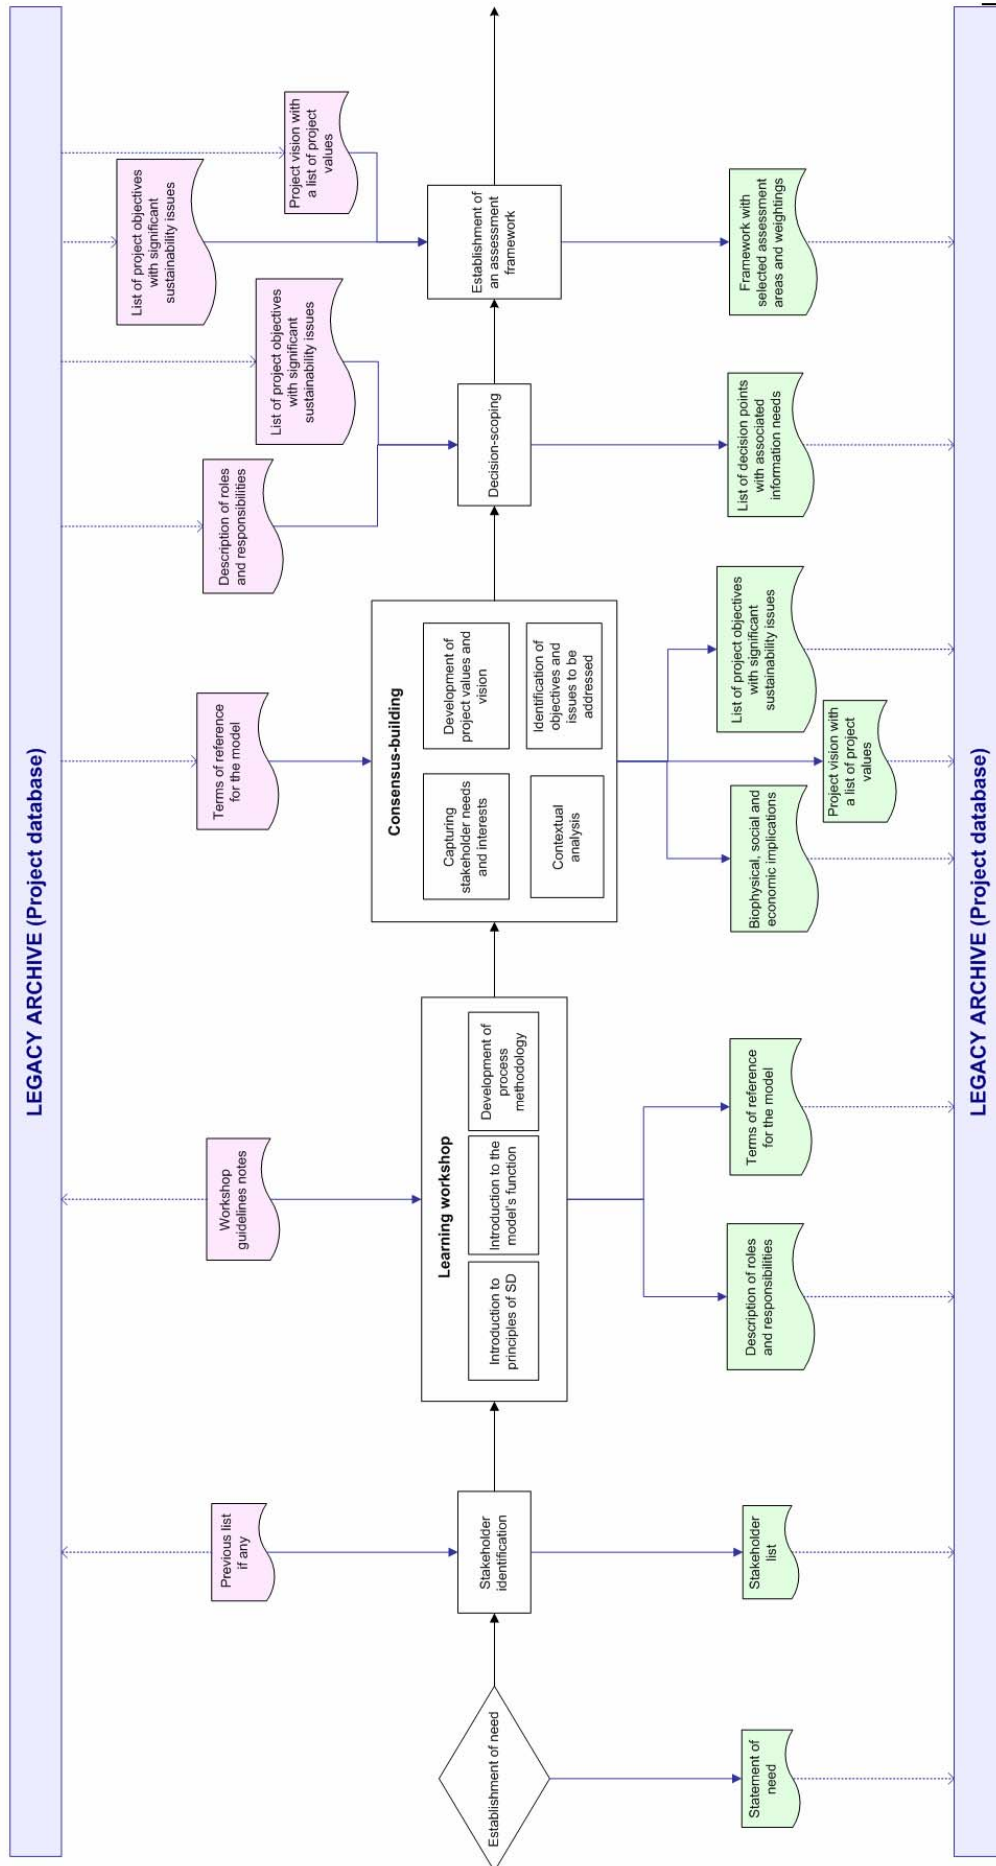 LEGACY ARCHIVE (Project database)
Previous list
if any
Workshop
guidelines notes
Terms of reference
for the model
Description of roles
and responsibilities
List of project objectives
with significant
sustainability issues
List of project objectives
with significant
sustainability issues
Project vision with
a list of project
values
Establishment of need
Stakeholder
identification
Learning workshop
Introduction to
principles of SD
Introduction to the
model's function
Development of
process
methodology
Consensus-building
Capturing
stakeholder needs
and interests
Development of
project values and
vision
Contextual
analysis
Identification of
objectives and
issues to be
addressed
Decision-scoping
Establishment of
an assessment
framework
Statement of
need
Stakeholder
list
Description of roles
and responsibilities
Terms of reference
for the model
Biophysical, social and
economic implications
Project vision with
a list of project
values
List of project objectives
with significant
sustainability issues
List of decision points
with associated
information needs
Framework with
selected assessment
areas and weightings
LEGACY ARCHIVE (Project database)